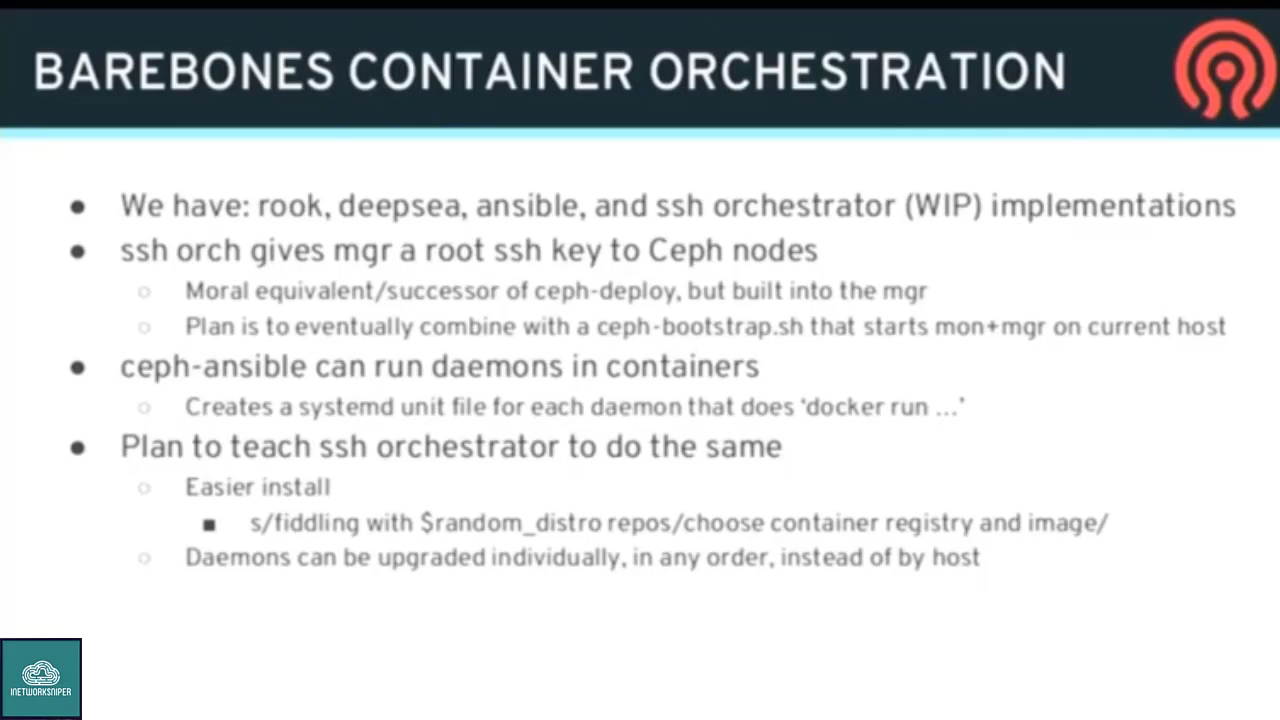 BAREBONES CONTAINER ORCHESTRATION
● We have: rook, deepsea, ansible, and ssh orchestrator (WIP) implementations
● ssh orch gives mgr a root ssh key to Ceph nodes
○ Moral equivalent/successor of ceph-deploy, but built into the mgr
○ Plan is to eventually combine with a ceph-bootstrap.sh that starts mon+mgr on current host
● ceph-ansible can run daemons in containers
○ Creates a systemd unit file for each daemon that does ‘docker run ...’
● Plan to teach ssh orchestrator to do the same
○ Easier install
■ s/fiddling with $random_distro repos/choose container registry and image/
○ Daemons can be upgraded individually, in any order, instead of by host
INETWORKSNIPER